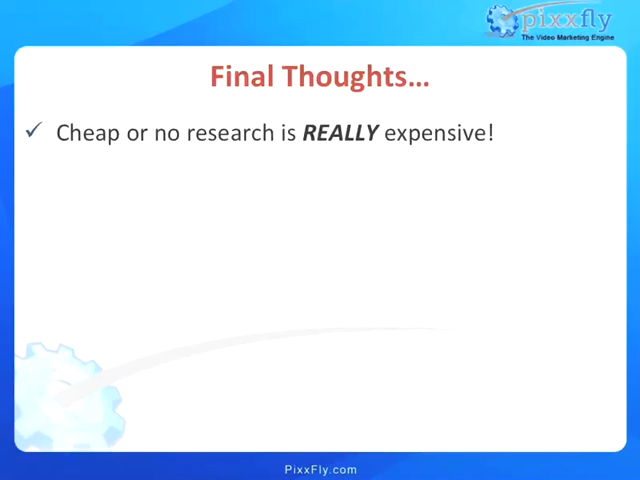 pixxfly
The Video Marketing Engine
Final Thoughts…
✓ Cheap or no research is REALLY expensive!
PixxFly.com